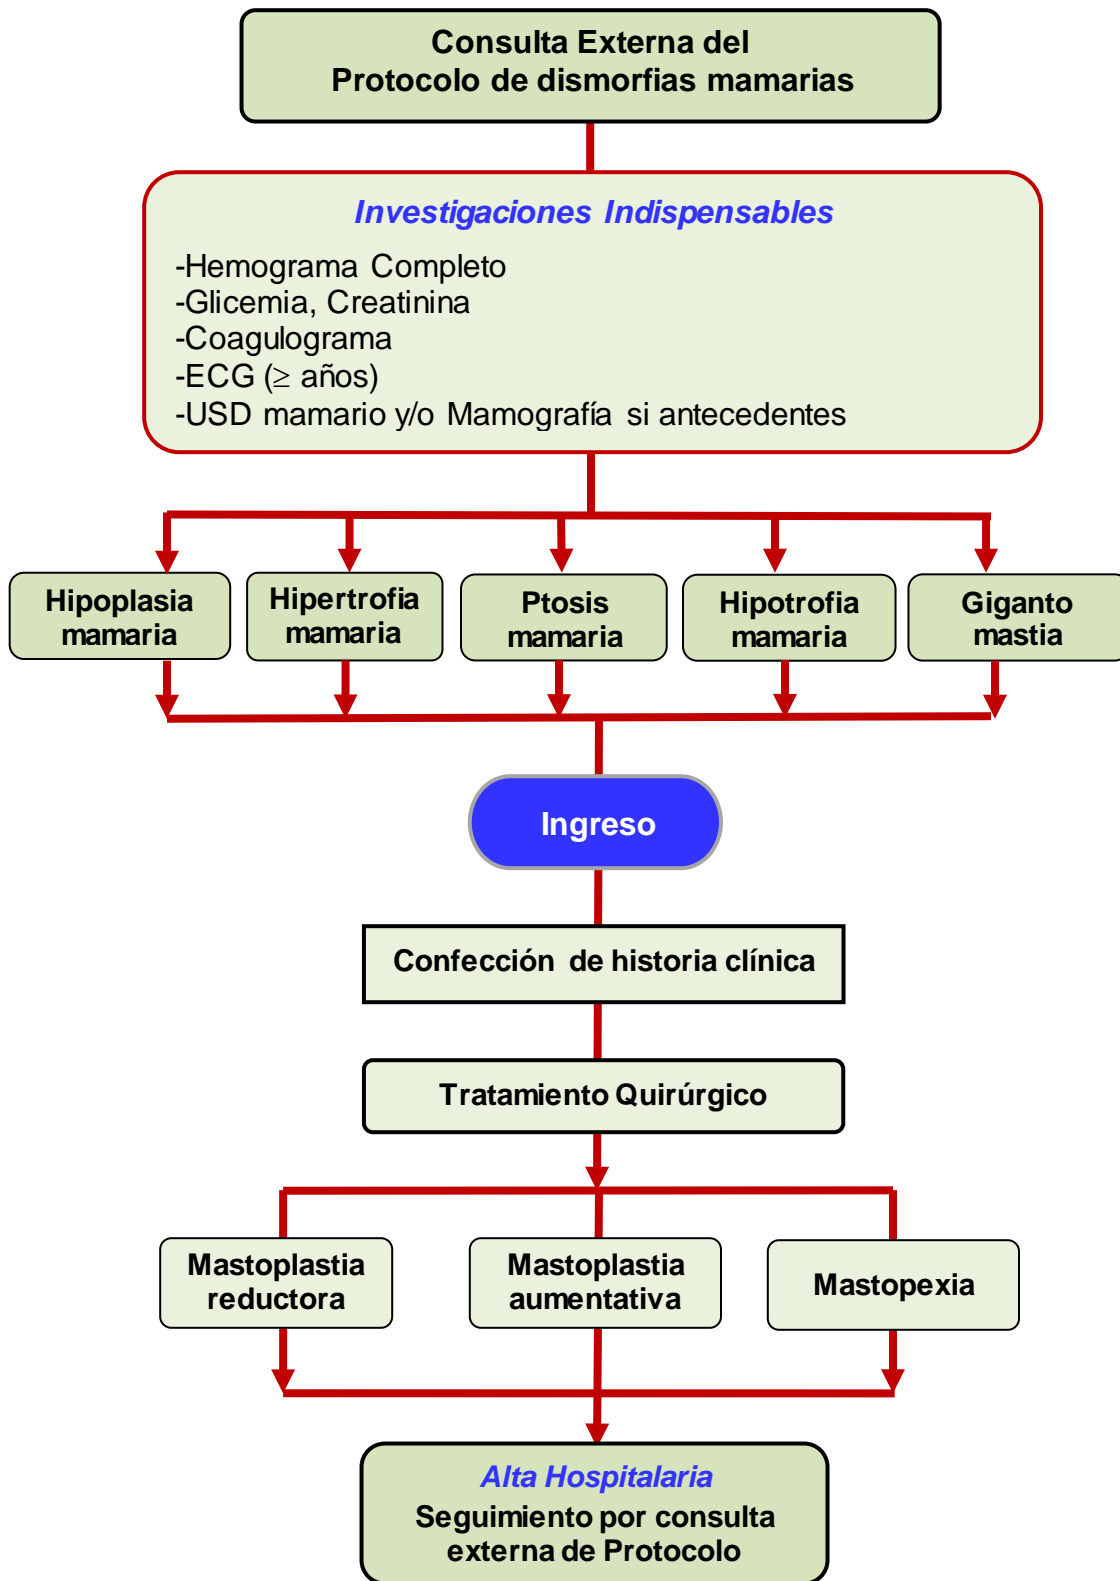 Consulta Externa del
Protocolo de dismorfias mamarias
Investigaciones Indispensables
-Hemograma Completo
-Glicemia, Creatinina
-Coagulograma
-ECG (≥ años)
-USD mamario y/o Mamografía si antecedentes
Hipoplasia
mamaria
Hipertrofia
mamaria
Ptosis
mamaria
Hipotrofia
mamaria
Giganto
mastia
Ingreso
Confección de historia clínica
Tratamiento Quirúrgico
Mastoplastia
reductora
Mastoplastia
aumentativa
Mastopexia
Alta Hospitalaria
Seguimiento por consulta
externa de Protocolo